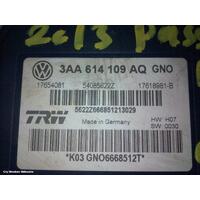 2013 pass
3AA 614 109 AQ GNO
17654081 54085622Z 17618981-B
TRW
5622Z666851213029
Made in Germany
HW: H07
SW: 0030
*K03 GNO6668512T*